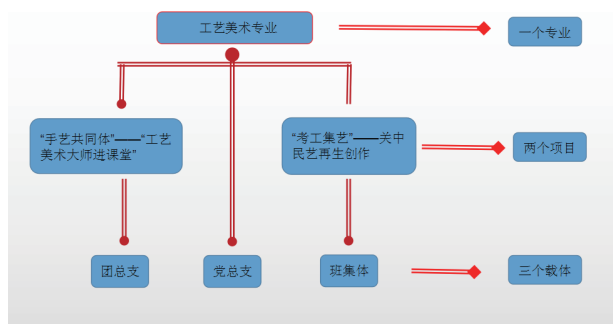 工艺美术专业
一个专业
“手艺共同体”——“工艺
美术大师进课堂”
“考工集艺”——关中
民艺再生创作
两个项目
团总支
党总支
班集体
三个载体